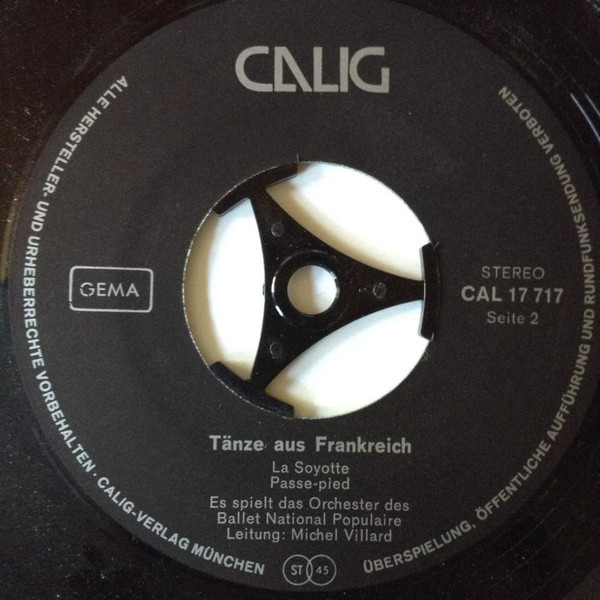 CALIG
ALLE HERSTELLER- UND URHEBERRECHTE VORBEHALTEN · CALIG-VERLAG MÜNCHEN
ÜBERSPIELUNG, ÖFFENTLICHE AUFFÜHRUNG UND RUNDFUNKSENDUNG VERBOTEN
GEMA
STEREO
CAL 17 717
Seite 2
Tänze aus Frankreich
La Soyotte
Passe-pied
Es spielt das Orchester des
Ballet National Populaire
Leitung: Michel Villard
ST 45